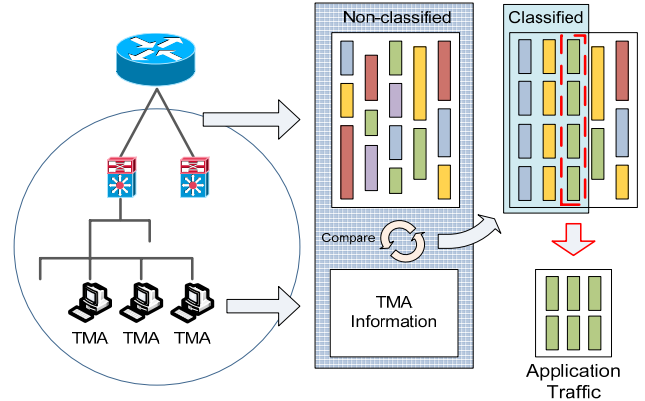 Non-classified
Classified
Compare
TMA
Information
TMA
TMA
TMA
Application
Traffic